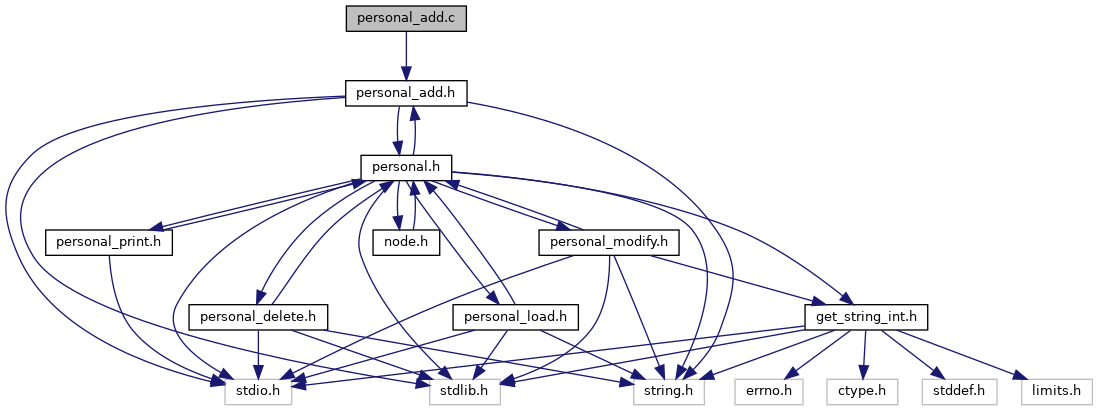 personal_add.c
personal_add.h
personal.h
personal_print.h
node.h
personal_modify.h
personal_delete.h
personal_load.h
get_string_int.h
stdio.h
stdlib.h
string.h
errno.h
ctype.h
stddef.h
limits.h